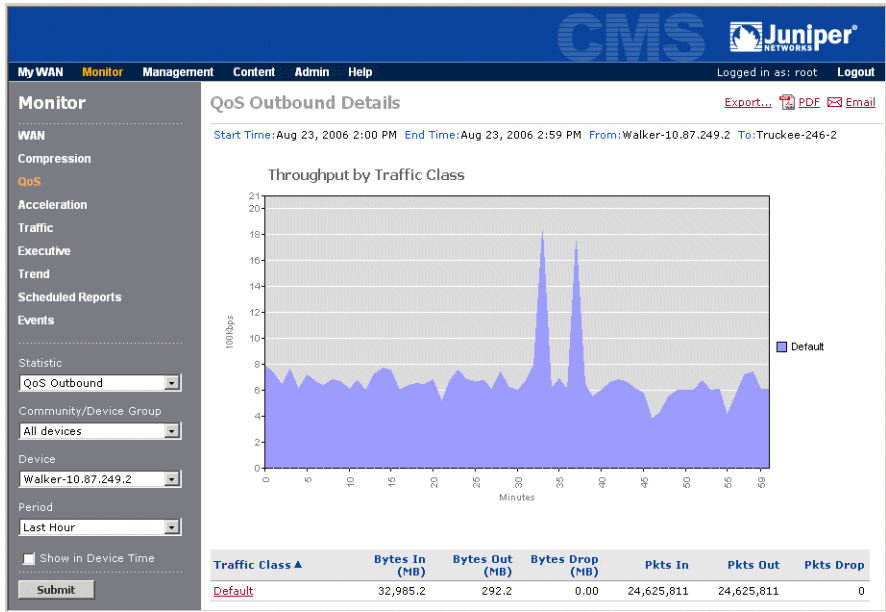 CMS
Juniper®
NETWORKS
My WAN Monitor Management Content Admin Help Logged in as: root Logout
Monitor
WAN
Compression
QoS
Acceleration
Traffic
Executive
Trend
Scheduled Reports
Events
Statistic
QoS Outbound
Community/Device Group
All devices
Device
Walker-10.87.249.2
Period
Last Hour
Show in Device Time
Submit
QoS Outbound Details
Export... PDF Email
Start Time:Aug 23, 2006 2:00 PM End Time:Aug 23, 2006 2:59 PM From:Walker-10.87.249.2 To:Truckee-246-2
Throughput by Traffic Class
21
20
18
16
14
12
10
8
6
4
2
0
100Kbps
0 5 10 15 20 25 30 35 40 45 50 55 59
Minutes
Default
Traffic Class▲ Bytes In (MB) Bytes Out (MB) Bytes Drop (MB) Pkts In Pkts Out Pkts Drop
Default 32,985.2 292.2 0.00 24,625,811 24,625,811 0